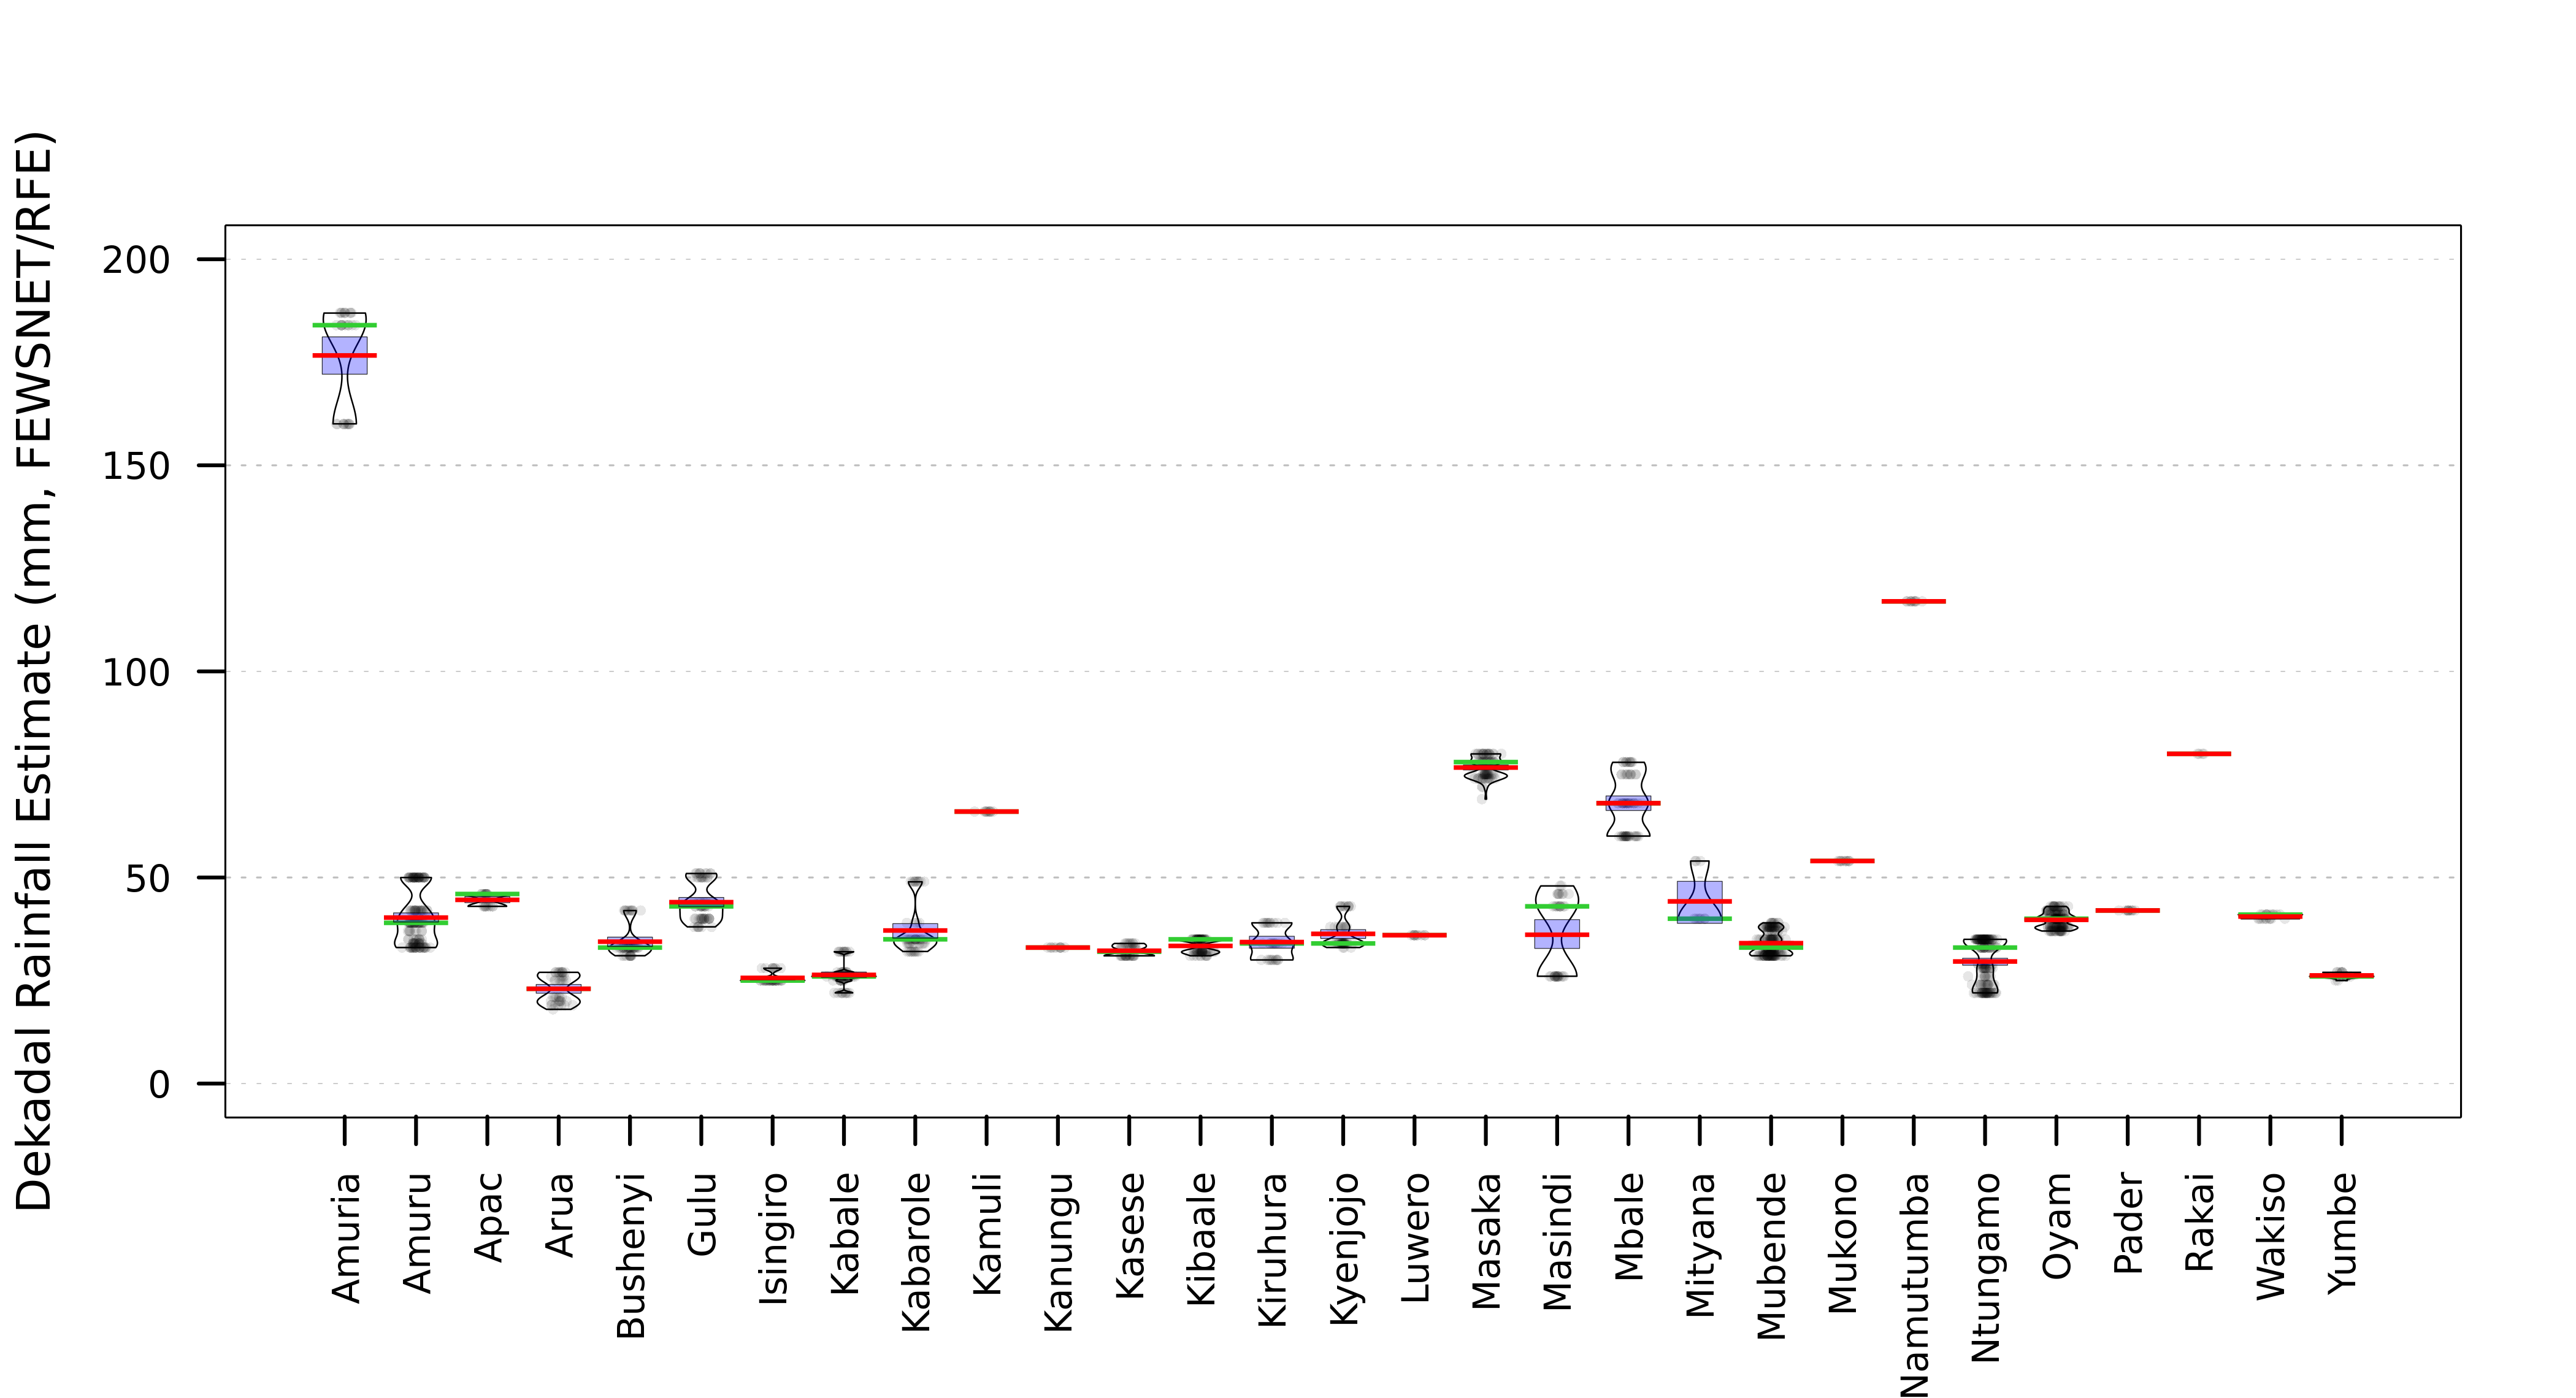 Dekadal Rainfall Estimate (mm, FEWSNET/RFE)
200
150
100
50
0
Amuria
Amuru
Apac
Arua
Bushenyi
Gulu
Isingiro
Kabale
Kabarole
Kamuli
Kanungu
Kasese
Kibaale
Kiruhura
Kyenjojo
Luwero
Masaka
Masindi
Mbale
Mityana
Mubende
Mukono
Namutumba
Ntungamo
Oyam
Pader
Rakai
Wakiso
Yumbe